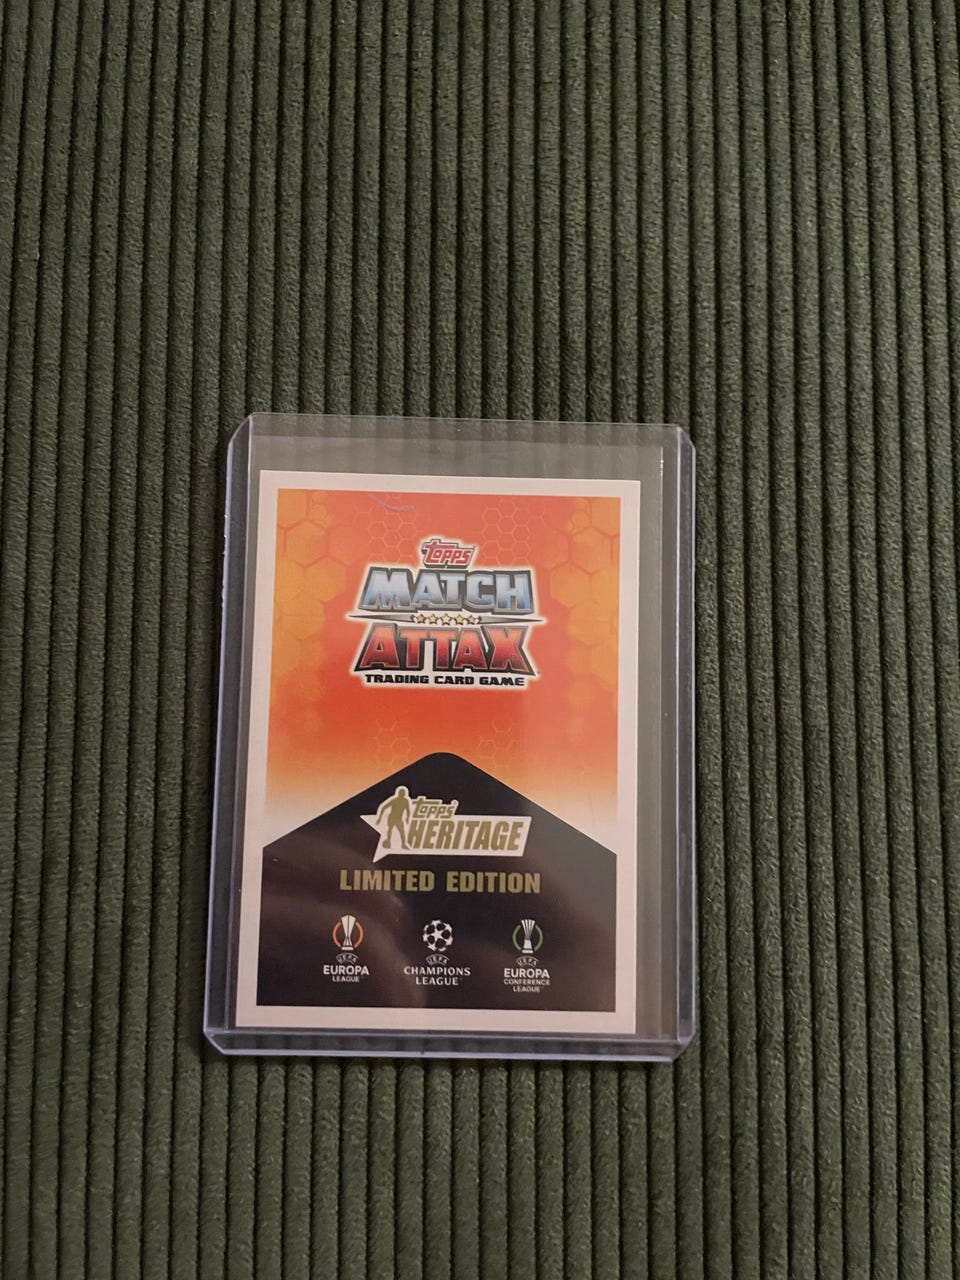 topps
MATCH
ATTAX
TRADING CARD GAME
topps
HERITAGE
LIMITED EDITION
UEFA
EUROPA
LEAGUE
UEFA
CHAMPIONS
LEAGUE
UEFA
EUROPA
CONFERENCE
LEAGUE